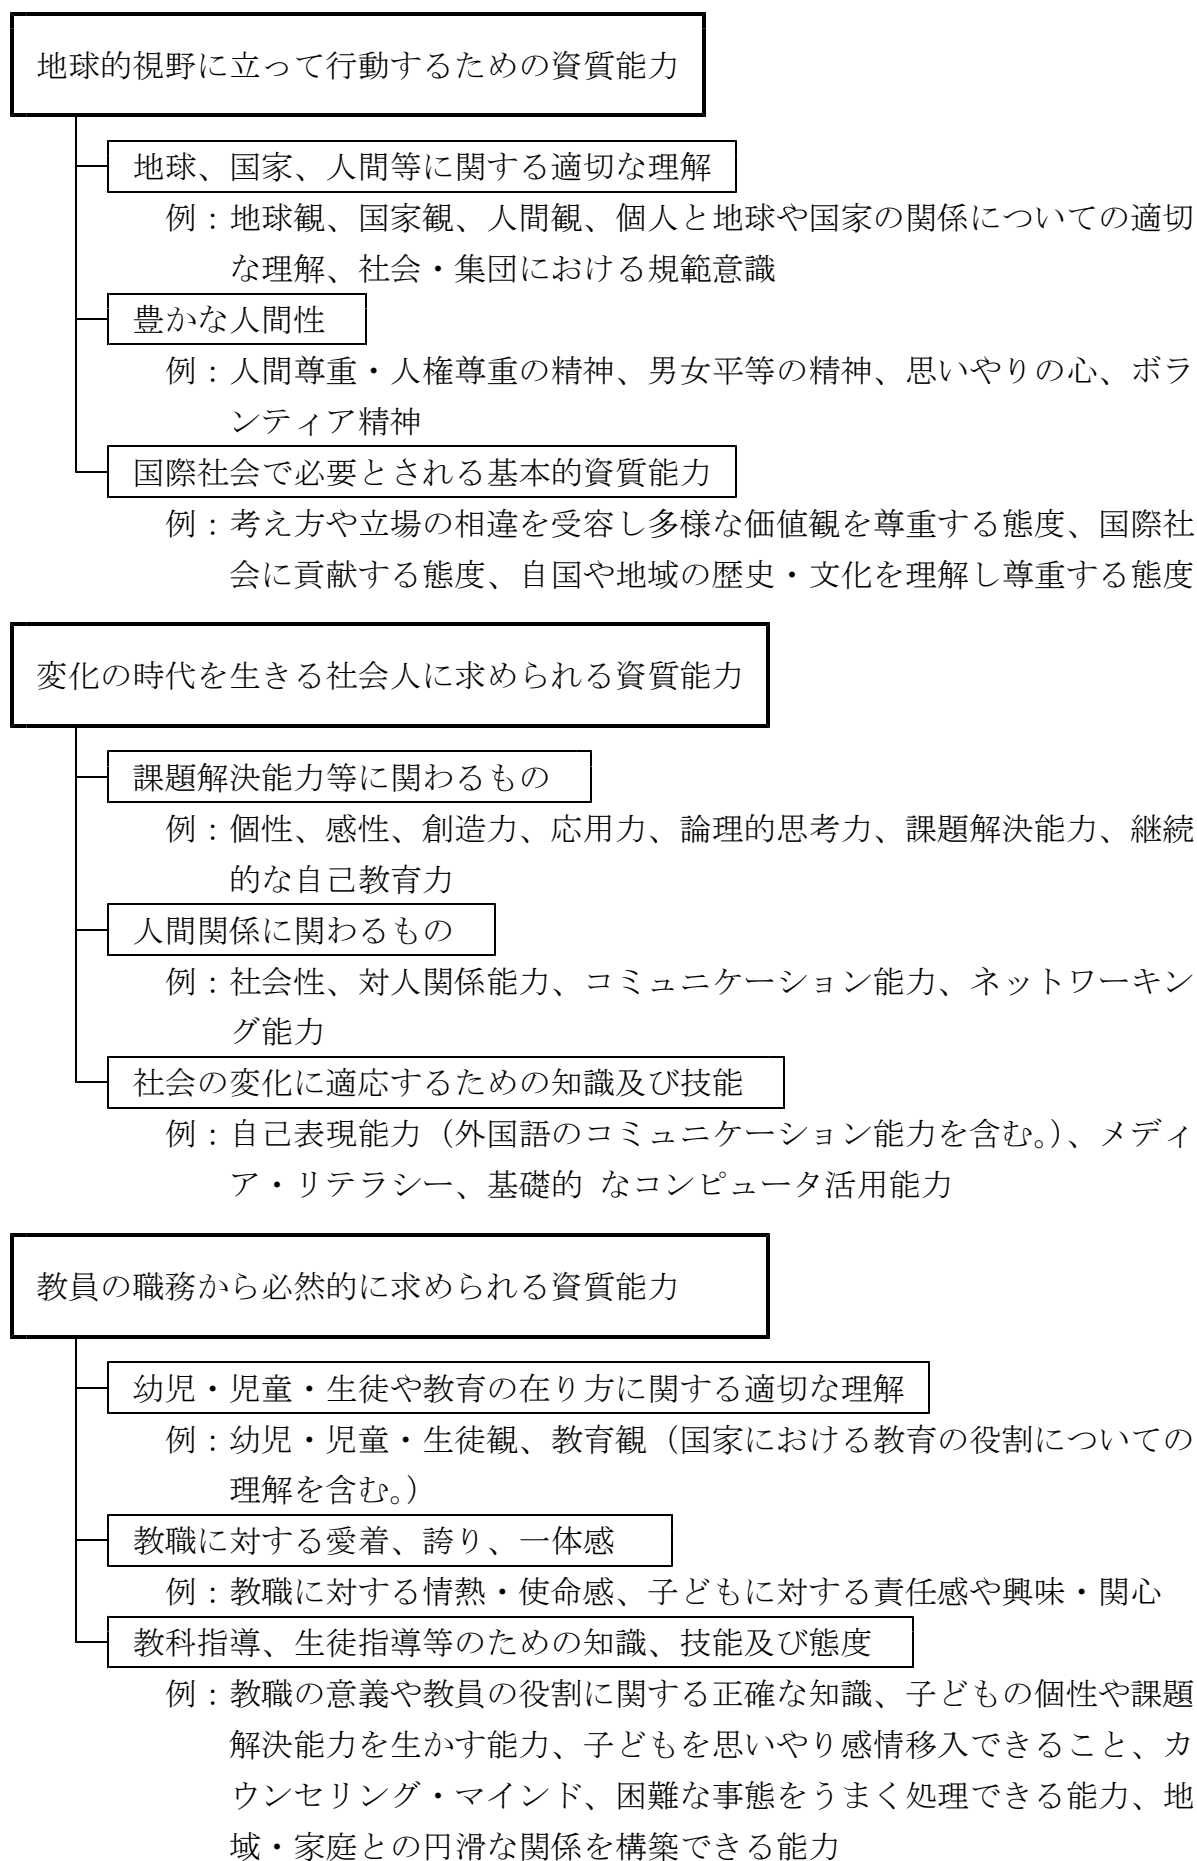 地球的視野に立って行動するための資質能力
地球、国家、人間等に関する適切な理解
例：地球観、国家観、人間観、個人と地球や国家の関係についての適切
な理解、社会・集団における規範意識
豊かな人間性
例：人間尊重・人権尊重の精神、男女平等の精神、思いやりの心、ボラ
ンティア精神
国際社会で必要とされる基本的資質能力
例：考え方や立場の相違を受容し多様な価値観を尊重する態度、国際社
会に貢献する態度、自国や地域の歴史・文化を理解し尊重する態度
変化の時代を生きる社会人に求められる資質能力
課題解決能力等に関わるもの
例：個性、感性、創造力、応用力、論理的思考力、課題解決能力、継続
的な自己教育力
人間関係に関わるもの
例：社会性、対人関係能力、コミュニケーション能力、ネットワーキン
グ能力
社会の変化に適応するための知識及び技能
例：自己表現能力（外国語のコミュニケーション能力を含む。）、メディ
ア・リテラシー、基礎的 なコンピュータ活用能力
教員の職務から必然的に求められる資質能力
幼児・児童・生徒や教育の在り方に関する適切な理解
例：幼児・児童・生徒観、教育観（国家における教育の役割についての
理解を含む。）
教職に対する愛着、誇り、一体感
例：教職に対する情熱・使命感、子どもに対する責任感や興味・関心
教科指導、生徒指導等のための知識、技能及び態度
例：教職の意義や教員の役割に関する正確な知識、子どもの個性や課題
解決能力を生かす能力、子どもを思いやり感情移入できること、カ
ウンセリング・マインド、困難な事態をうまく処理できる能力、地
域・家庭との円滑な関係を構築できる能力